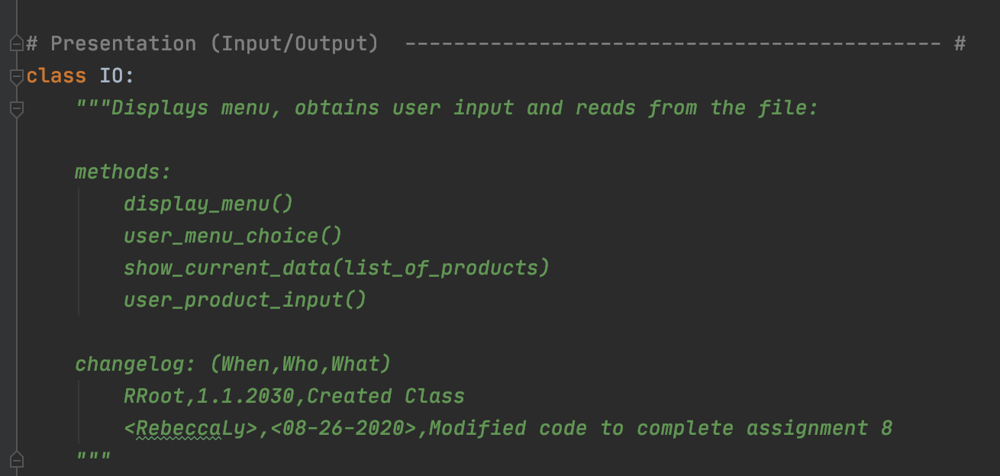 # Presentation (Input/Output)  -------------------------------------------- #
class IO:
    """Displays menu, obtains user input and reads from the file:

    methods:
        display_menu()
        user_menu_choice()
        show_current_data(list_of_products)
        user_product_input()

    changelog: (When,Who,What)
        RRoot,1.1.2030,Created Class
        <RebeccaLy>,<08-26-2020>,Modified code to complete assignment 8
    """